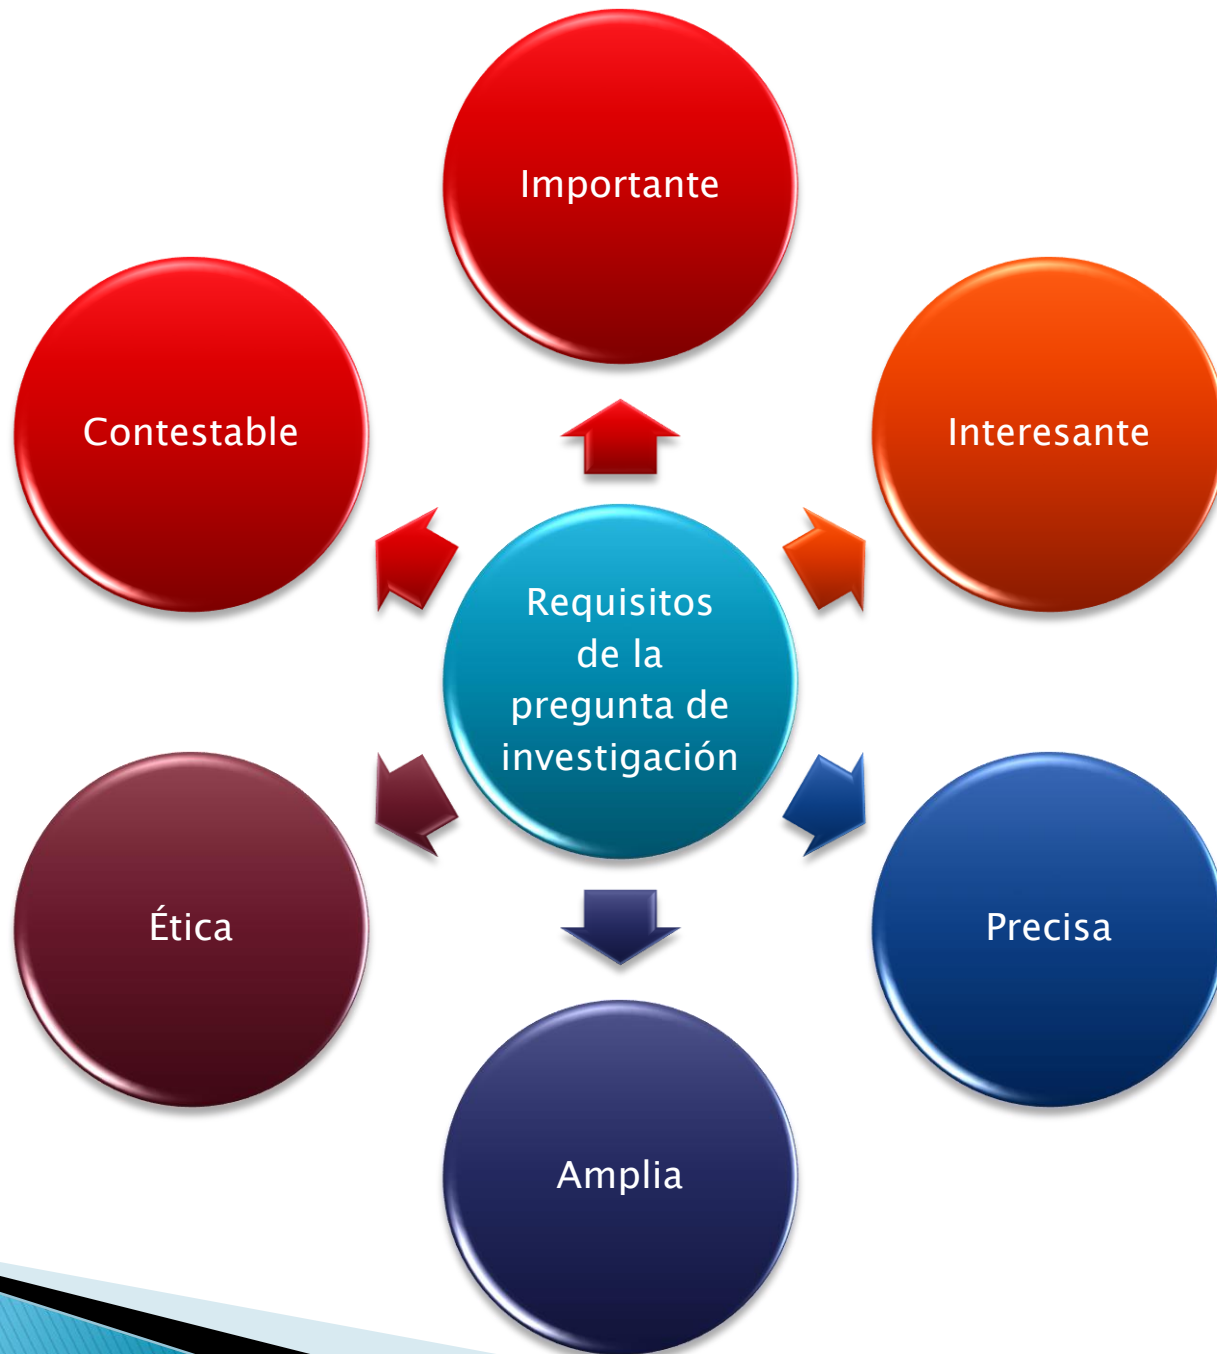 Importante
Contestable
Interesante
Requisitos
de la
pregunta de
investigación
Ética
Precisa
Amplia